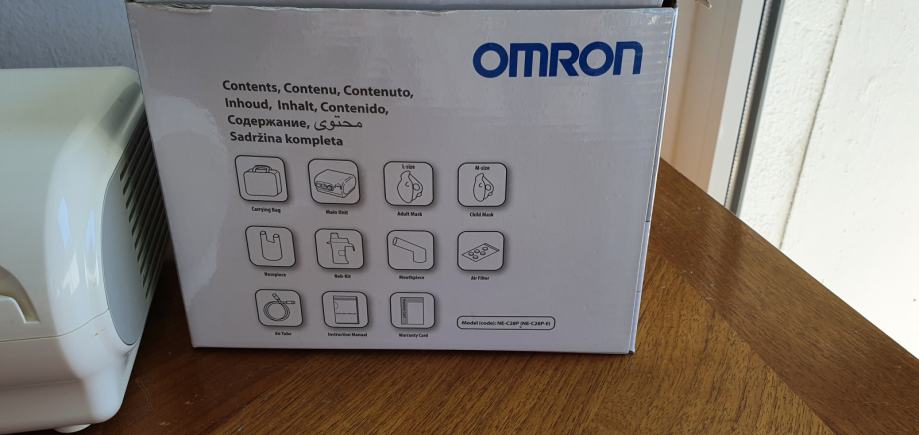 OMRON
Contents, Contenu, Contenuto,
Inhoud, Inhalt, Contenido,
Содержание, محتوى
Sadržina kompleta
L-size
M-size
Carrying Bag
Main Unit
Adult Mask
Child Mask
Nosepiece
Neb-Kit
Mouthpiece
Air Filter
Air Tube
Instruction Manual
Warranty Card
Model (code): NE-C28P (NE-C28P-E)